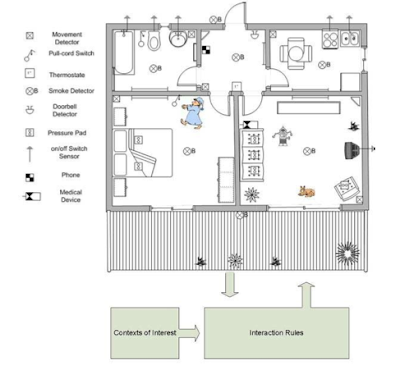 Movement
Detector
Pull-cord Switch
Thermostate
B
Smoke Detector
Doorbell
Detector
Pressure Pad
on/off Switch
Sensor
Phone
Medical
Device
B
B
B
B
B
B
B
Contexts of Interest
Interaction Rules